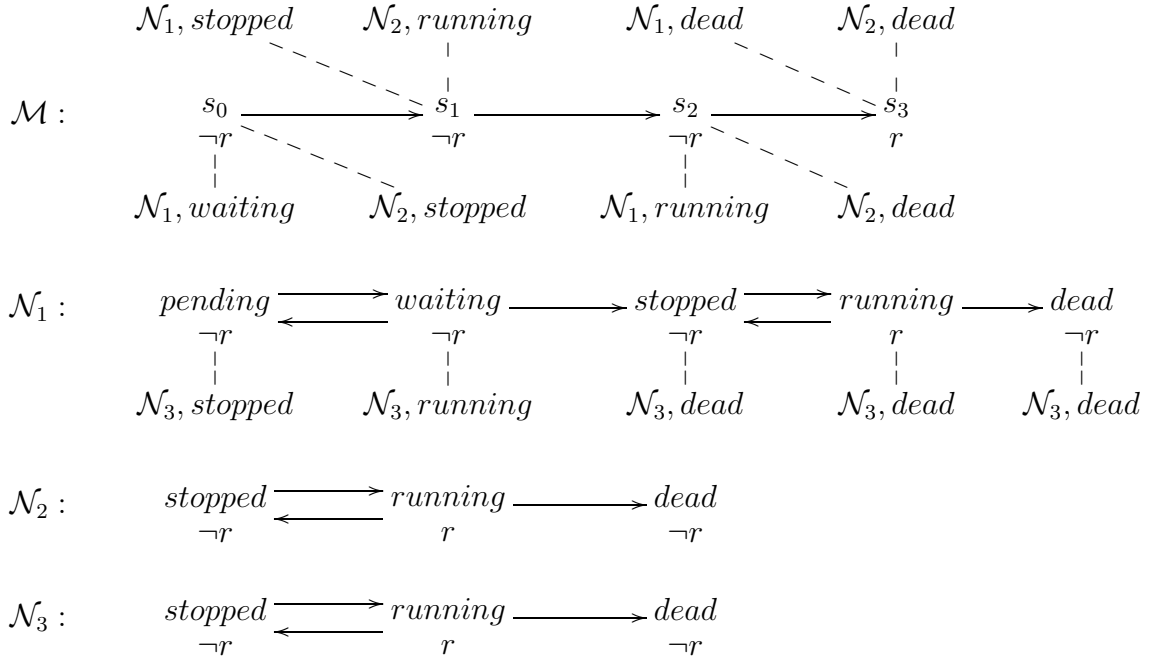 𝒩₁, stopped 𝒩₂, running 𝒩₁, dead 𝒩₂, dead
ℳ : s₀ s₁ s₂ s₃
¬r ¬r ¬r r
𝒩₁, waiting 𝒩₂, stopped 𝒩₁, running 𝒩₂, dead
𝒩₁ : pending waiting stopped running dead
¬r ¬r ¬r r ¬r
𝒩₃, stopped 𝒩₃, running 𝒩₃, dead 𝒩₃, dead 𝒩₃, dead
𝒩₂ : stopped running dead
¬r r ¬r
𝒩₃ : stopped running dead
¬r r ¬r